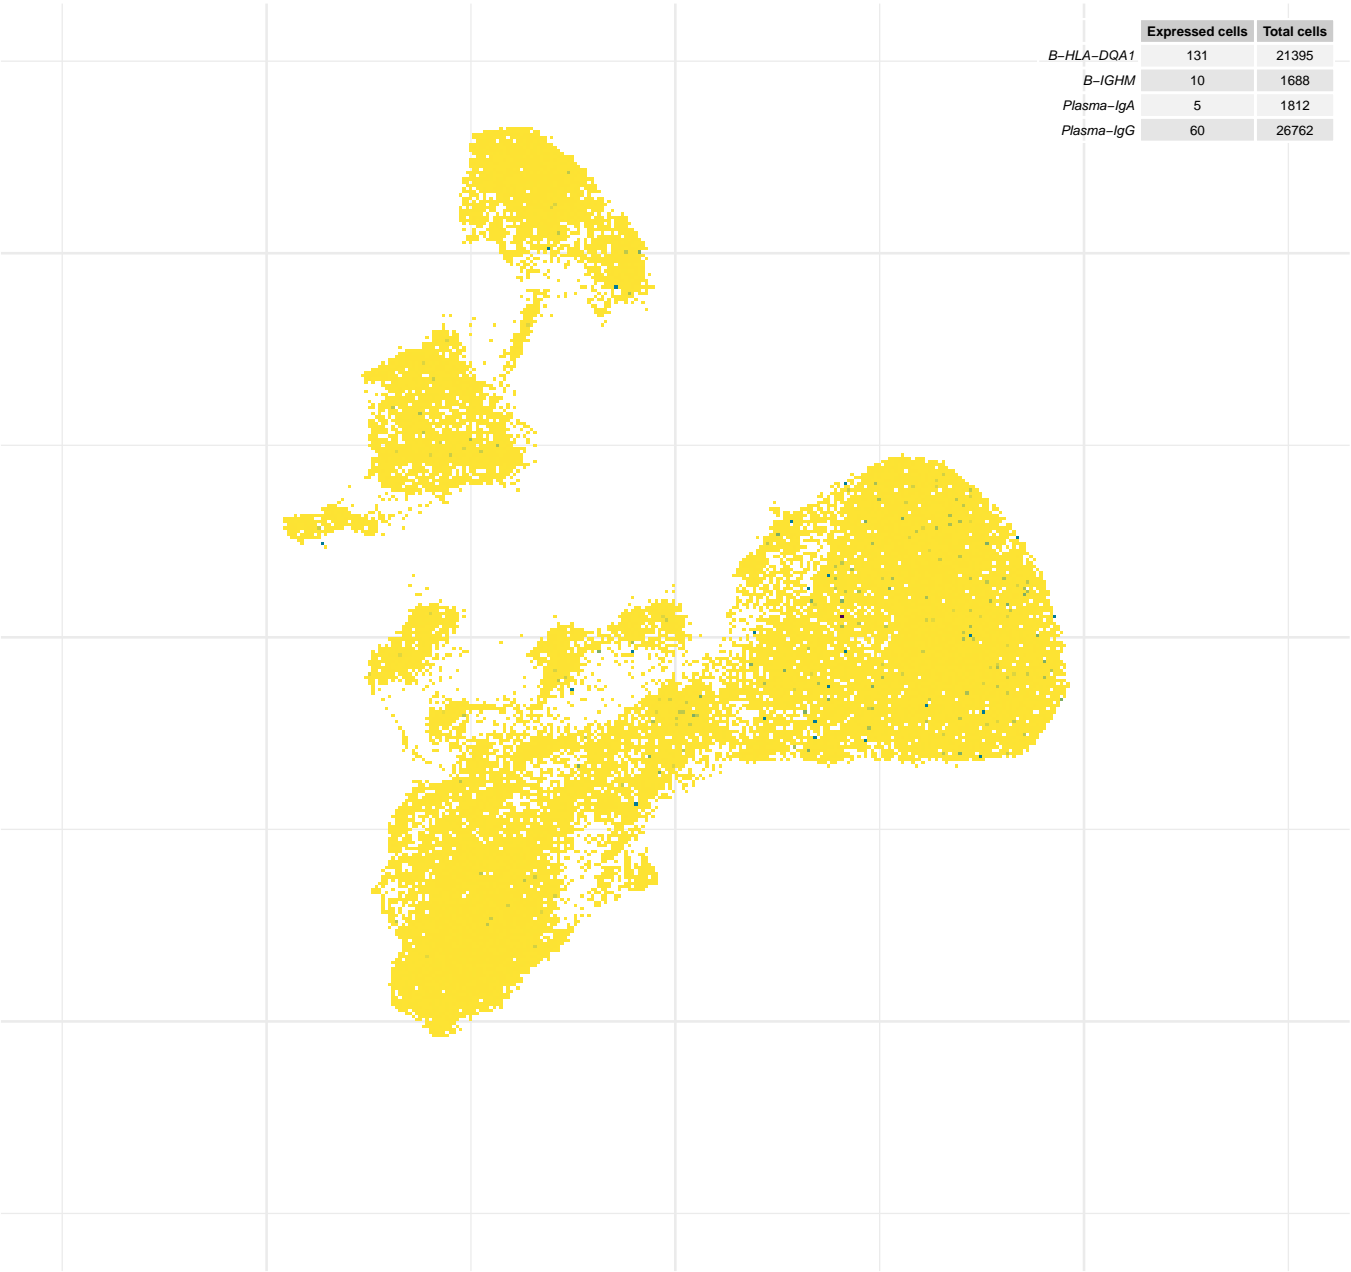 Expressed cells Total cells
B−HLA−DQA1 131 21395
B−IGHM 10 1688
Plasma−IgA 5 1812
Plasma−IgG 60 26762